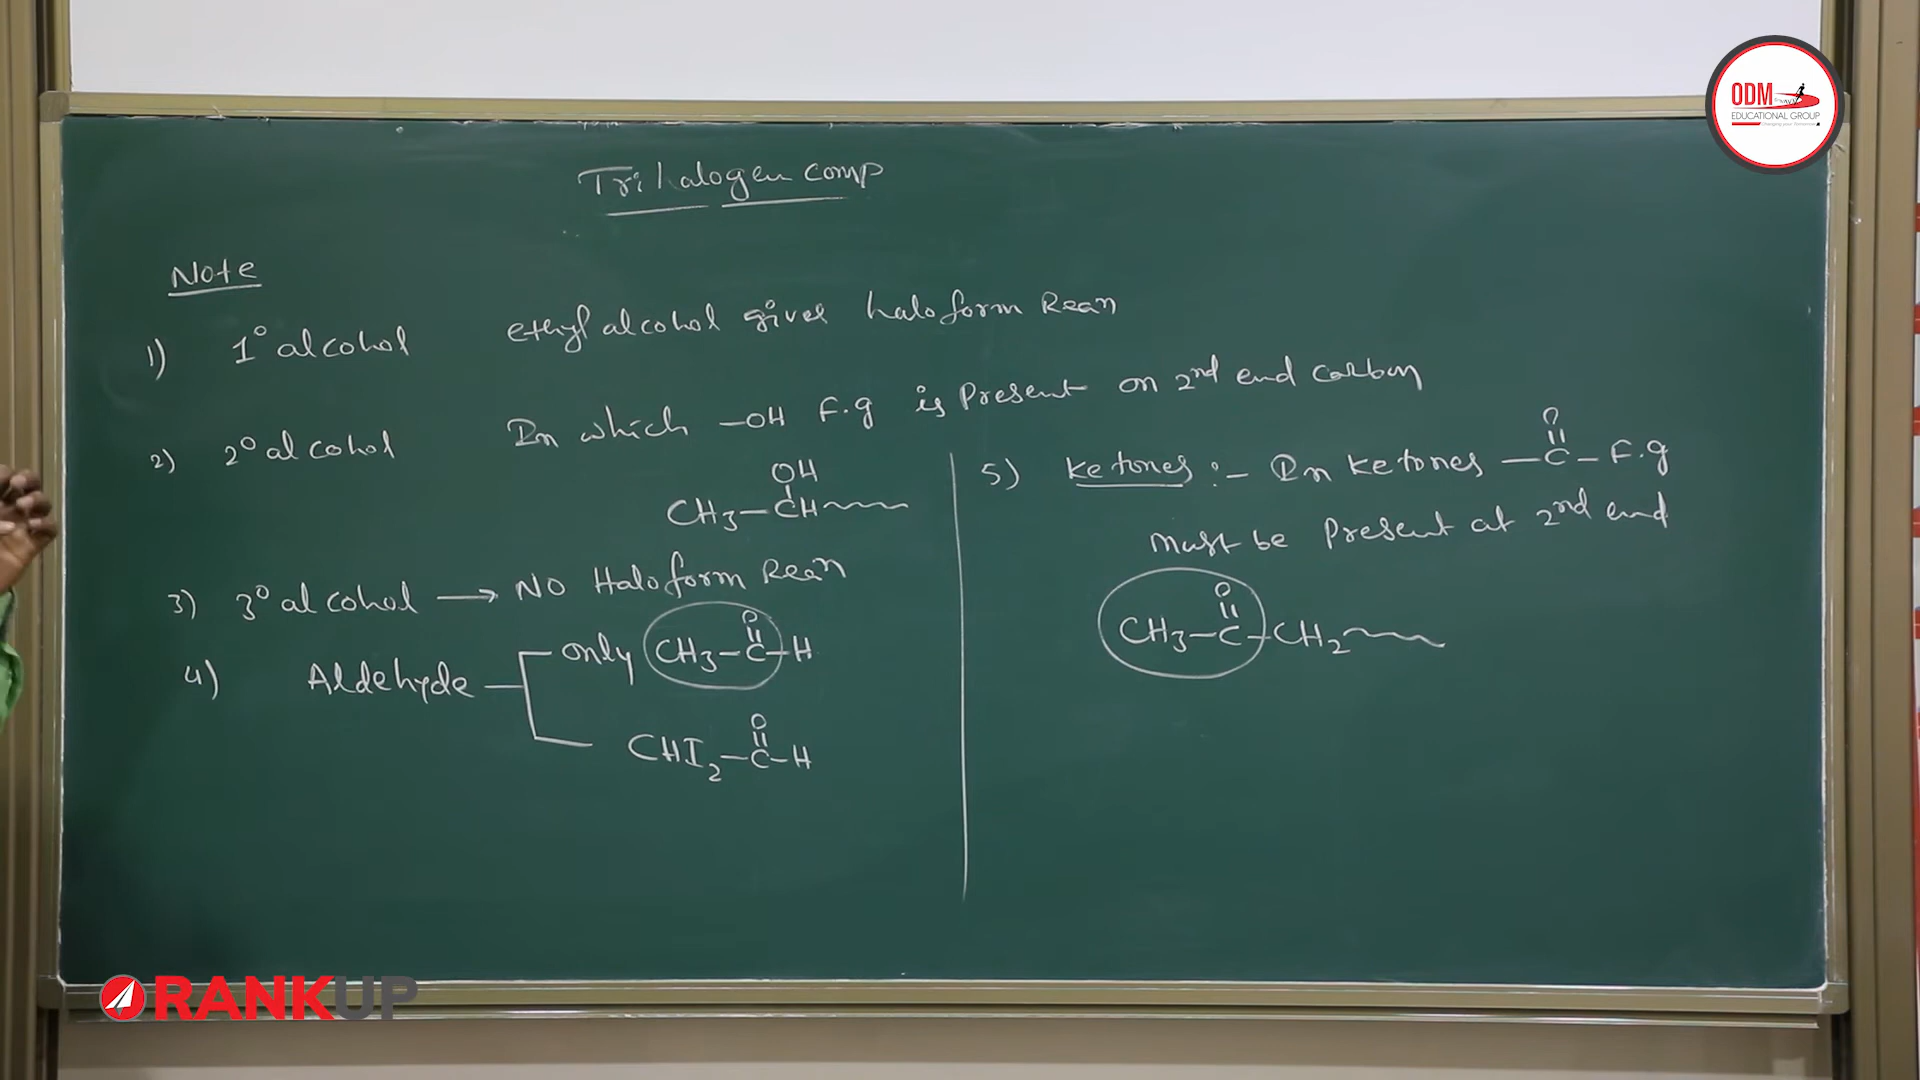 Trihalogen comp
Note
1) 1° alcohol ethyl alcohol gives haloform Rean
2) 2° alcohol In which -OH F.g is Present on 2nd end carbon
OH
CH3-CH
3) 3° alcohol → NO Haloform Rean
4) Aldehyde only CH3-C-H
O
CHI2-C-H
O
5) Ketones :- In Ketones -C- F.g
O
must be Present at 2nd end
O
CH3-C-CH2
ODM
EDUCATIONAL GROUP
RANKUP